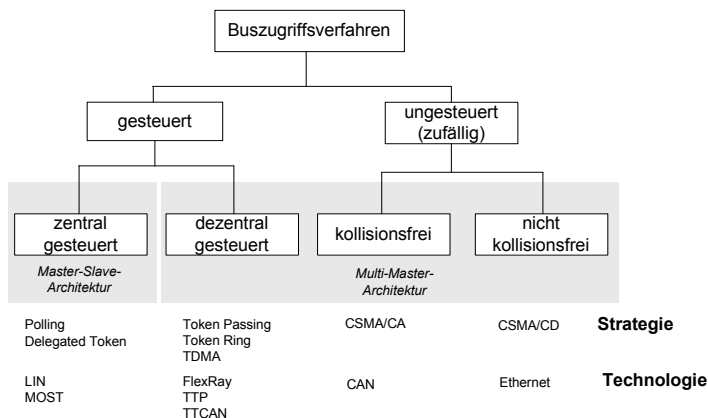 Buszugriffsverfahren
gesteuert
ungesteuert
(zufällig)
zentral
gesteuert
dezentral
gesteuert
kollisionsfrei
nicht
kollisionsfrei
Master-Slave-
Architektur
Multi-Master-
Architektur
Polling
Delegated Token
Token Passing
Token Ring
TDMA
CSMA/CA
CSMA/CD
Strategie
LIN
MOST
FlexRay
TTP
TTCAN
CAN
Ethernet
Technologie